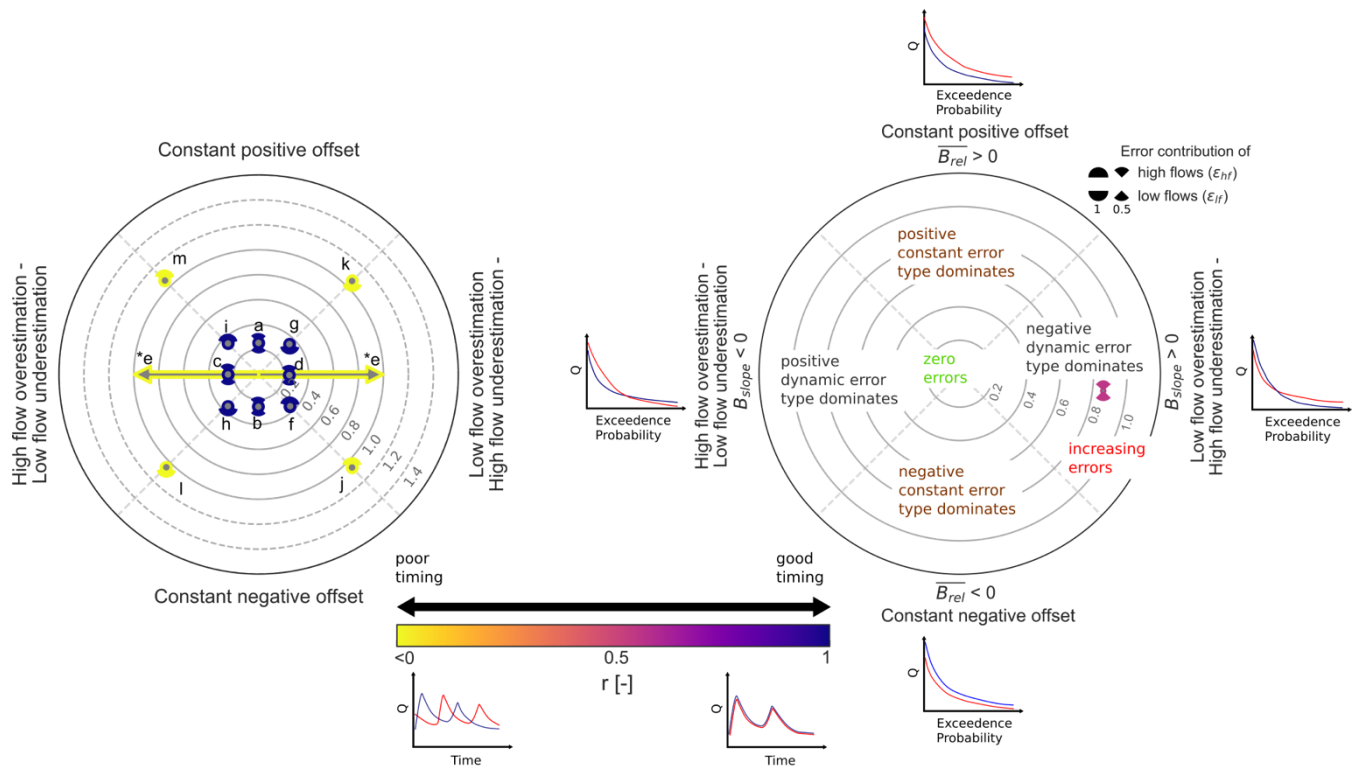 Q
Exceedence
Probability
Constant positive offset
B_rel > 0
Error contribution of
high flows (ε_hf)
low flows (ε_lf)
1 0.5
Constant positive offset
High flow overestimation -
Low flow underestimation
m
k
i
a
g
*e
c
d
*e
h
b
f
l
j
0.2
0.4
0.6
0.8
1.0
1.2
1.4
Low flow overestimation -
High flow underestimation
Constant negative offset
Q
Exceedence
Probability
High flow overestimation -
Low flow underestimation
B_slope < 0
positive
constant error
type dominates
positive
dynamic error
type dominates
zero
errors
negative
dynamic error
type dominates
negative
constant error
type dominates
increasing
errors
0.2
0.4
0.6
0.8
1.0
B_slope > 0
Low flow overestimation -
High flow underestimation
Q
Exceedence
Probability
B_rel < 0
Constant negative offset
Q
Exceedence
Probability
poor
timing
good
timing
<0
0.5
1
r [-]
Q
Time
Q
Time